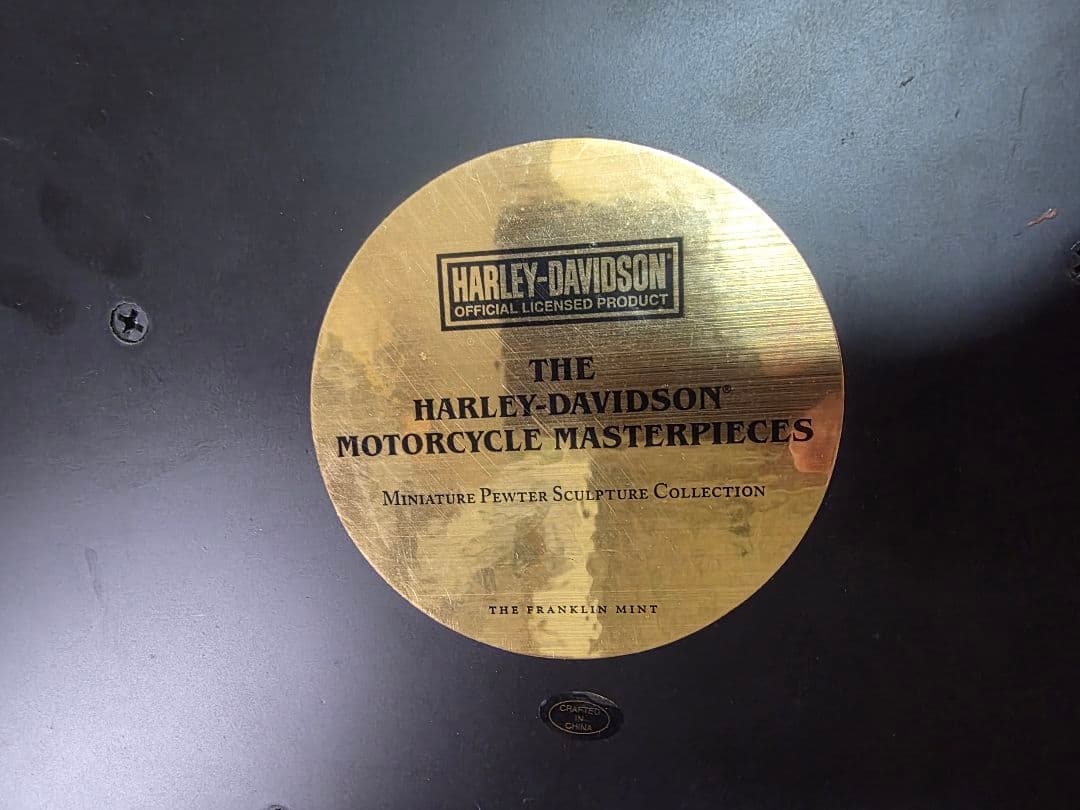 HARLEY-DAVIDSON®
OFFICIAL LICENSED PRODUCT
THE
HARLEY-DAVIDSON®
MOTORCYCLE MASTERPIECES
MINIATURE PEWTER SCULPTURE COLLECTION
THE FRANKLIN MINT
CRAFTED
IN
CHINA